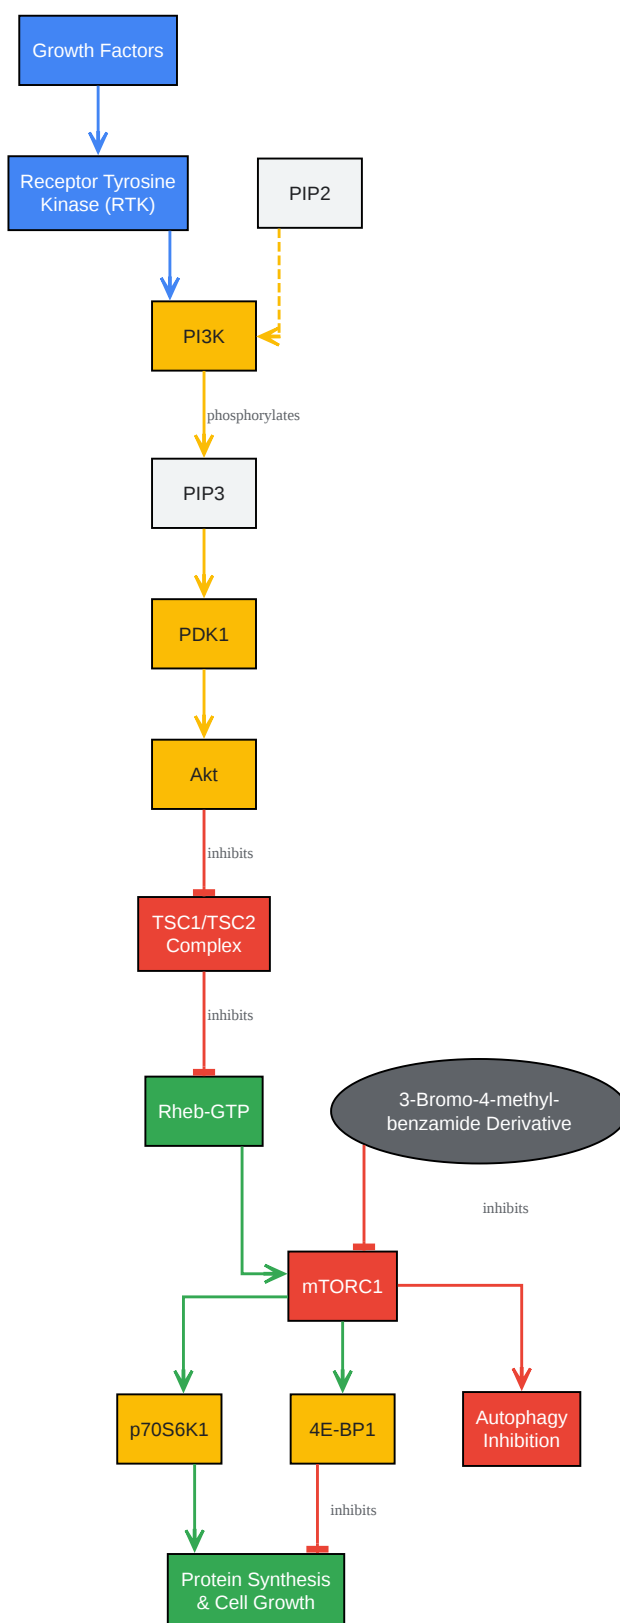 Growth Factors
Receptor Tyrosine
Kinase (RTK)
PIP2
PI3K
phosphorylates
PIP3
PDK1
Akt
inhibits
TSC1/TSC2
Complex
inhibits
Rheb-GTP
3-Bromo-4-methyl-
benzamide Derivative
inhibits
mTORC1
p70S6K1
4E-BP1
Autophagy
Inhibition
inhibits
Protein Synthesis
& Cell Growth